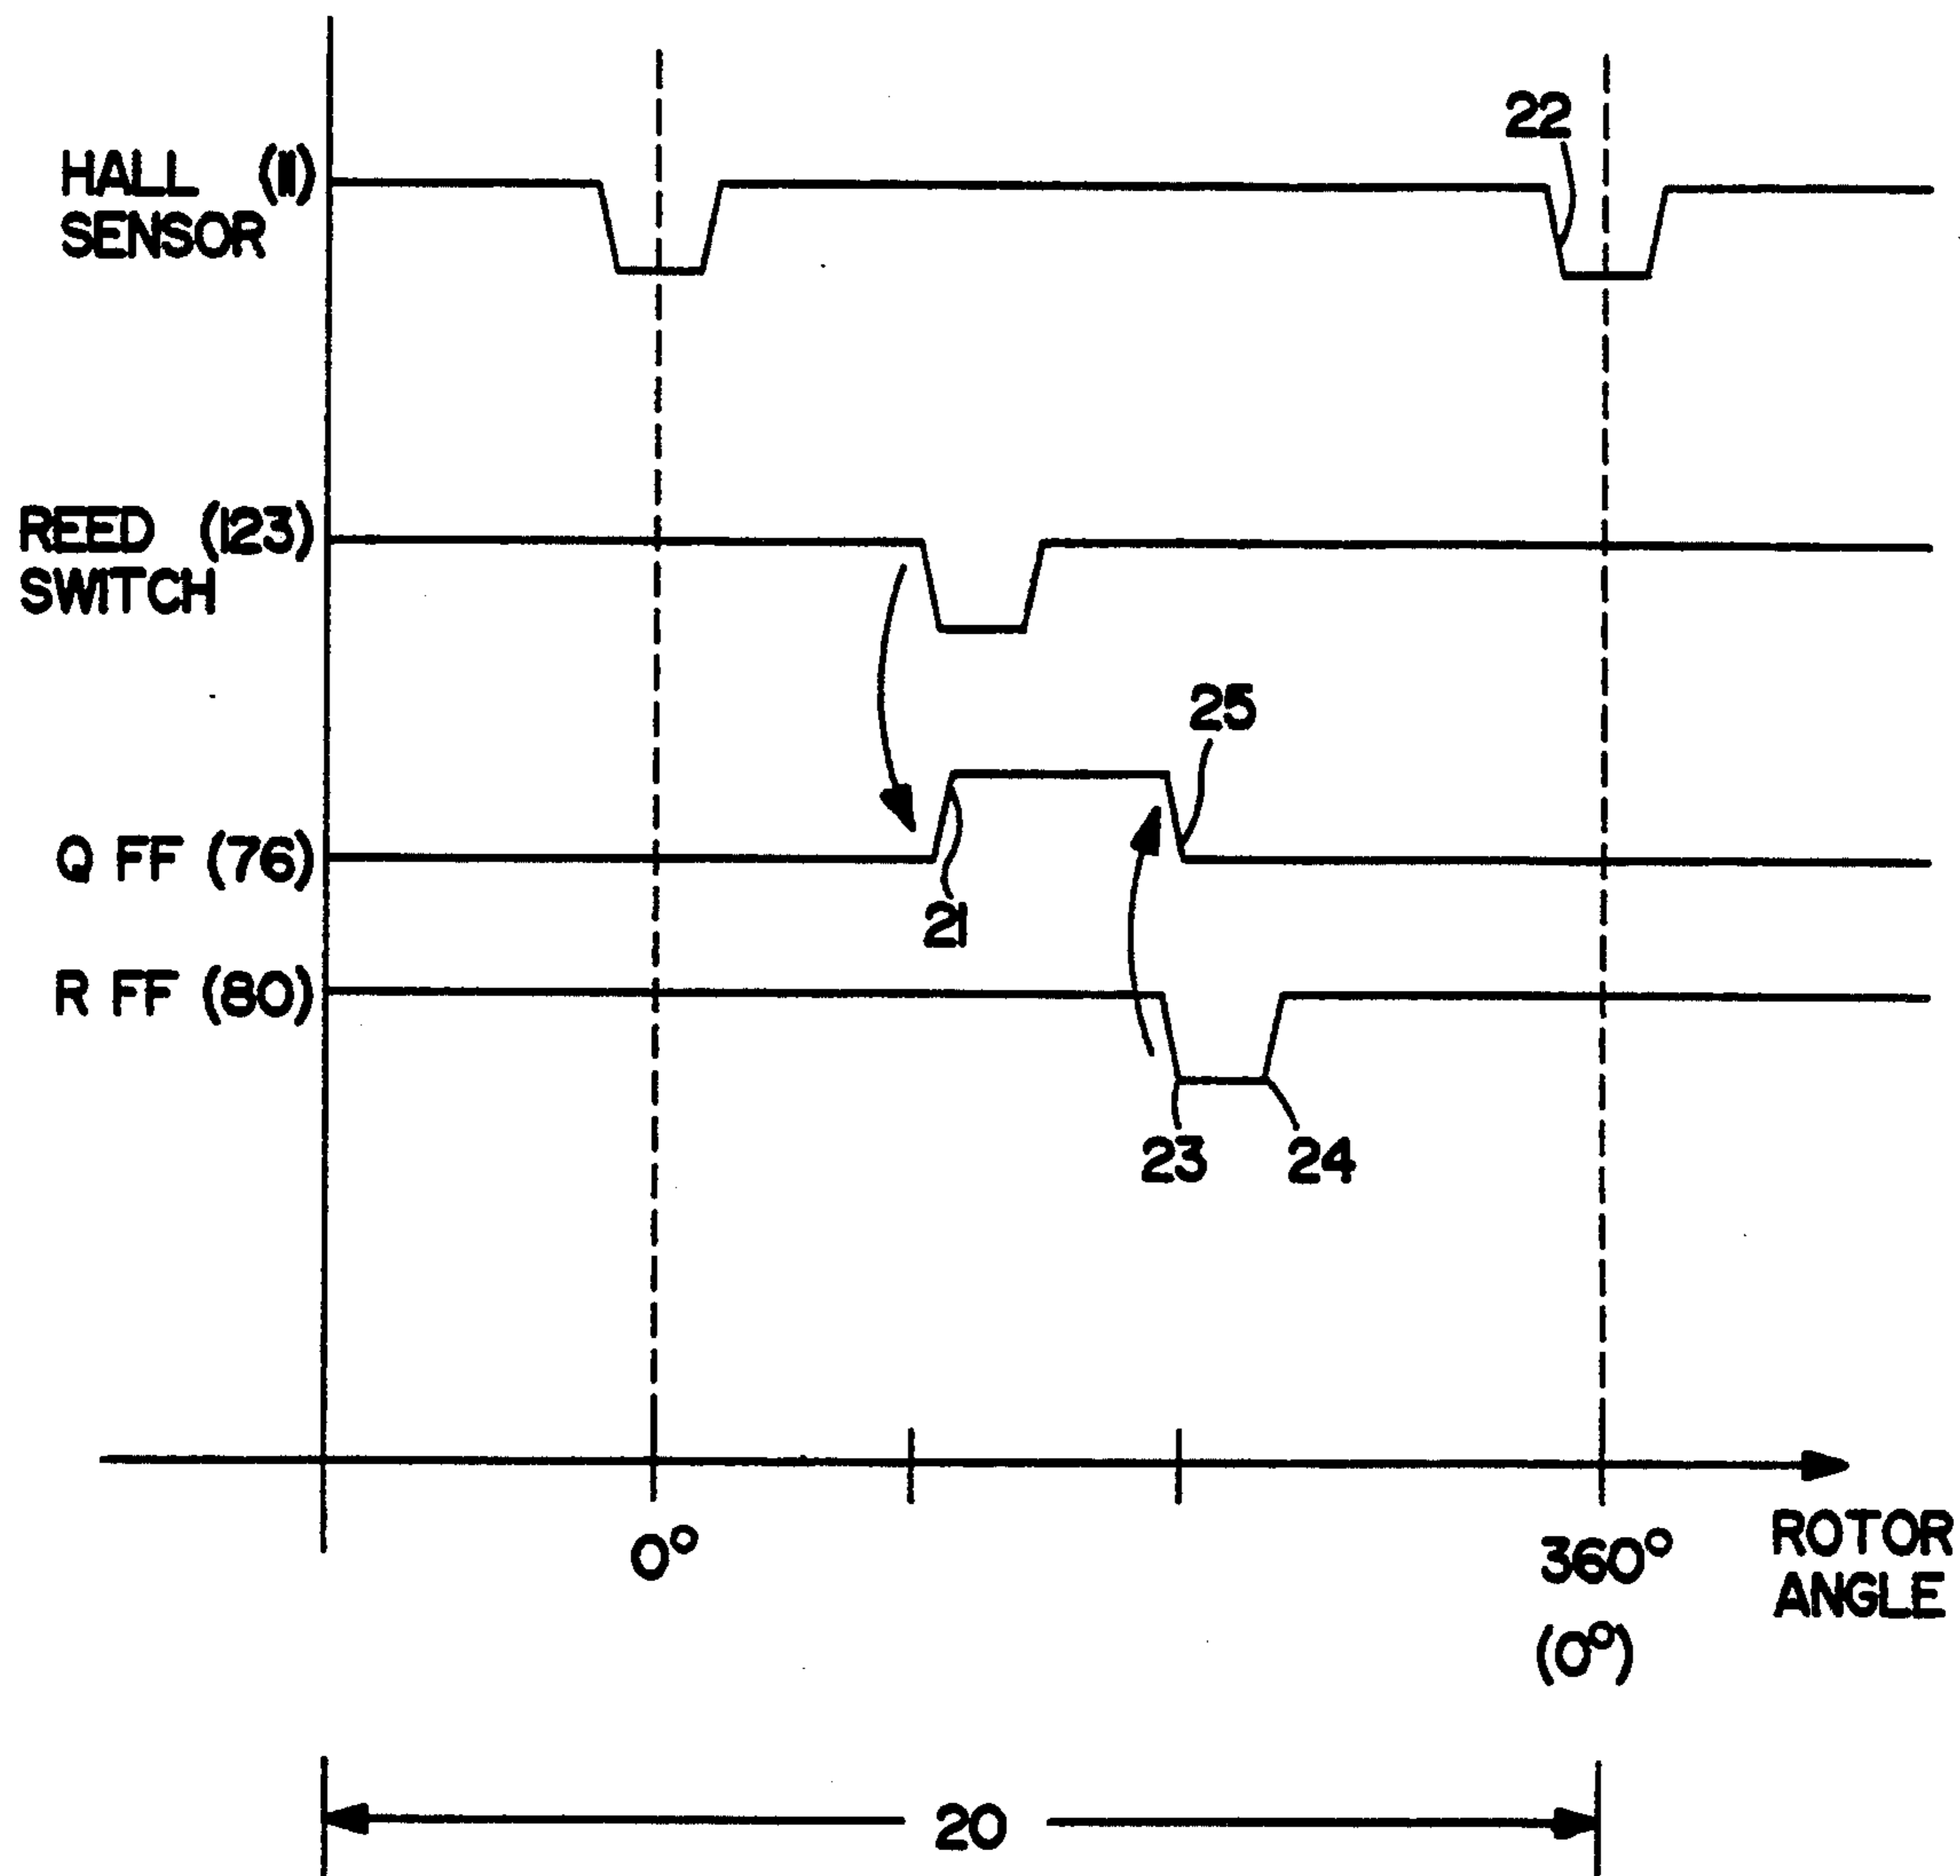 22
HALL (11)
SENSOR
REED (123)
SWITCH
25
Q FF (76)
21
R FF (80)
23
24
0°
360°
(0°)
ROTOR
ANGLE
20